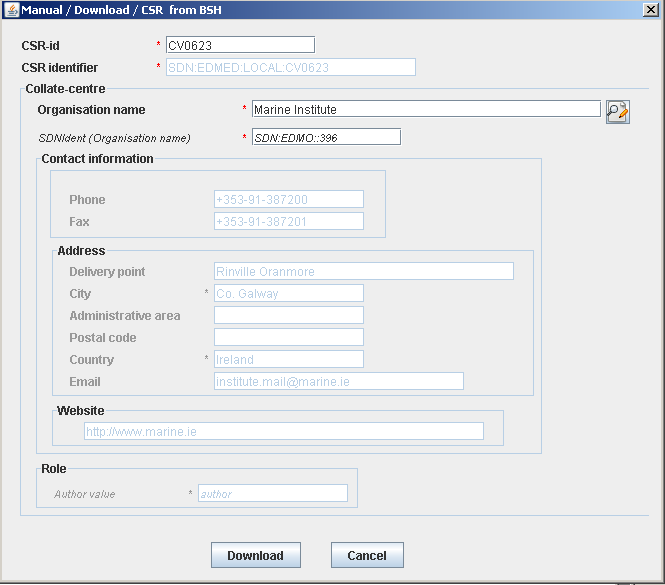 Manual / Download / CSR from BSH
CSR-id * CV0623
CSR identifier * SDN:EDMED:LOCAL:CV0623
Collate-centre
Organisation name * Marine Institute
SDNIdent (Organisation name) * SDN:EDMO::396
Contact information
Phone +353-91-387200
Fax +353-91-387201
Address
Delivery point Rinville Oranmore
City * Co. Galway
Administrative area
Postal code
Country * Ireland
Email institute.mail@marine.ie
Website
http://www.marine.ie
Role
Author value * author
Download Cancel